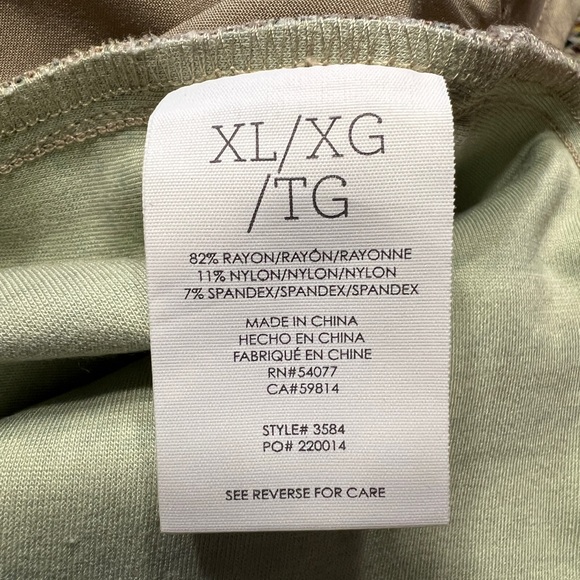 XL/XG
/TG
82% RAYON/RAYÓN/RAYONNE
11% NYLON/NYLON/NYLON
7% SPANDEX/SPANDEX/SPANDEX
MADE IN CHINA
HECHO EN CHINA
FABRIQUÉ EN CHINE
RN#54077
CA#59814
STYLE# 3584
PO# 220014
SEE REVERSE FOR CARE